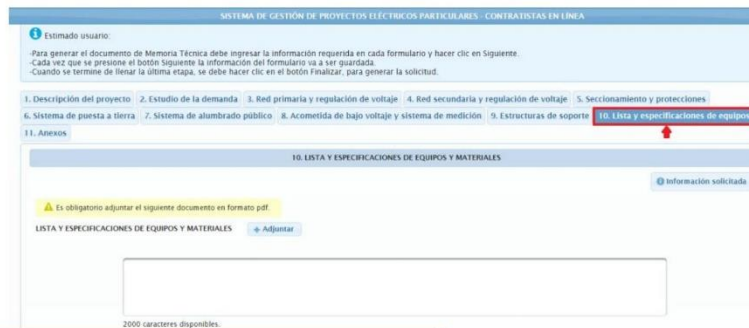 SISTEMA DE GESTIÓN DE PROYECTOS ELÉCTRICOS PARTICULARES - CONTRATISTAS EN LÍNEA
Estimado usuario:
-Para generar el documento de Memoria Técnica debe ingresar la información requerida en cada formulario y hacer clic en Siguiente.
-Cada vez que se presione el botón Siguiente la información del formulario va a ser guardada.
-Cuando se termine de llenar la última etapa, se debe hacer clic en el botón Finalizar, para generar la solicitud.
1. Descripción del proyecto 2. Estudio de la demanda 3. Red primaria y regulación de voltaje 4. Red secundaria y regulación de voltaje 5. Seccionamiento y protecciones
6. Sistema de puesta a tierra 7. Sistema de alumbrado público 8. Acometida de bajo voltaje y sistema de medición 9. Estructuras de soporte 10. Lista y especificaciones de equipos
11. Anexos
10. LISTA Y ESPECIFICACIONES DE EQUIPOS Y MATERIALES
Información solicitada
Es obligatorio adjuntar el siguiente documento en formato pdf.
LISTA Y ESPECIFICACIONES DE EQUIPOS Y MATERIALES + Adjuntar
2000 caracteres disponibles.